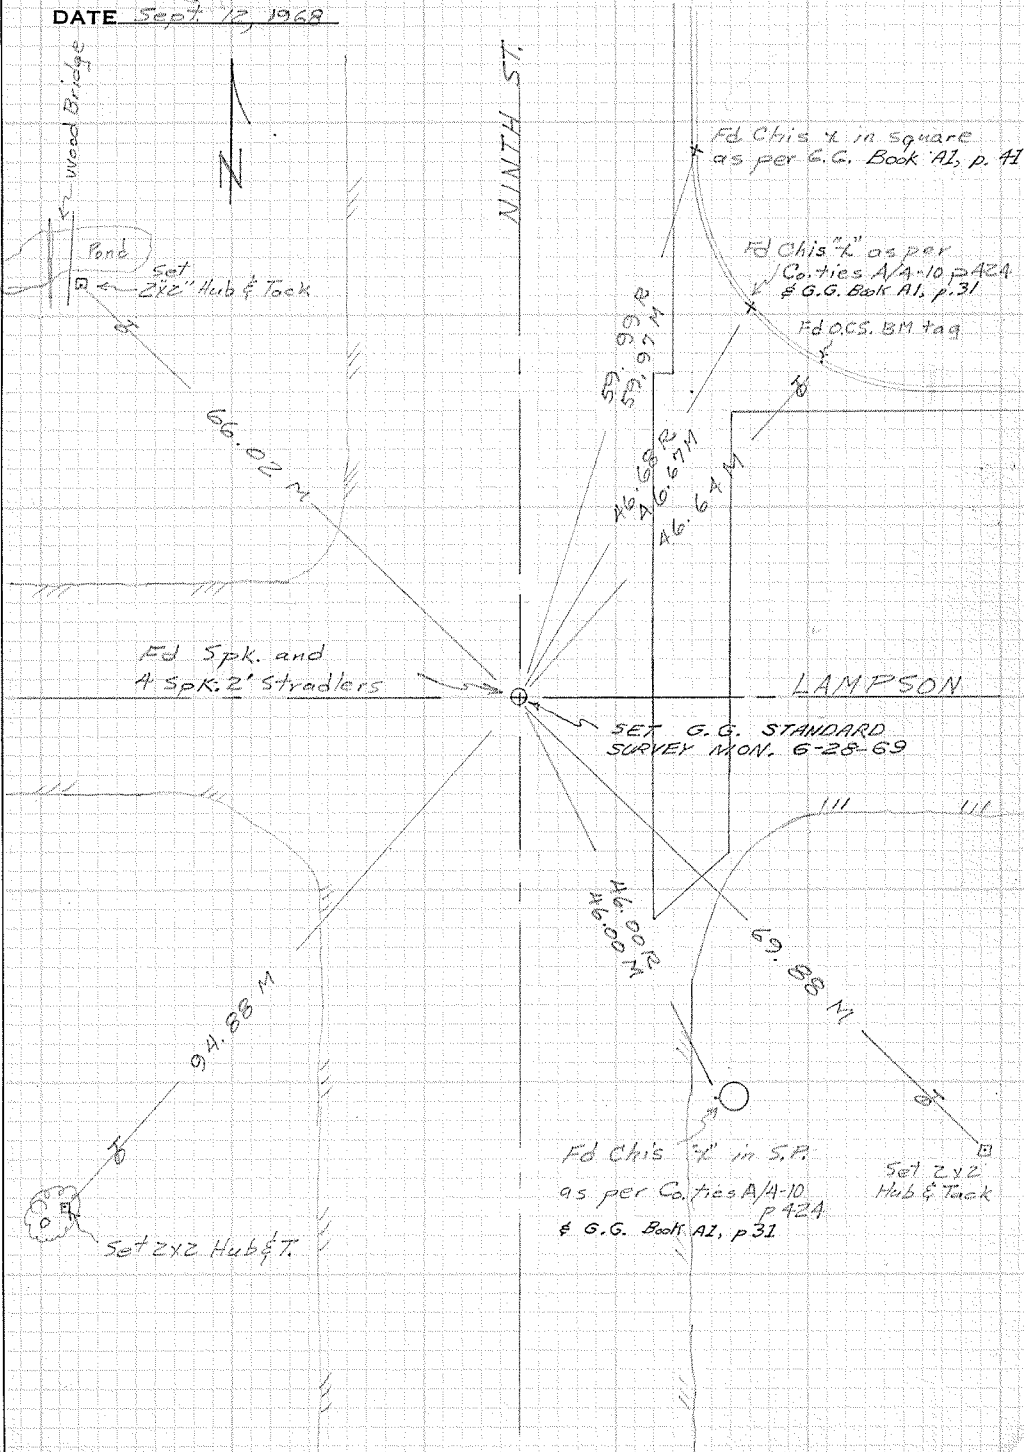 DATE Sept. 12, 1968
Wood Bridge
N
NINTH ST.
Fd Chis X in square
as per G.G. Book A1, p. 41
Pond
Set
2"x2" Hub & Tack
Fd Chis "X" as per
Co. ties A/A-10 p 424
& G.G. Book A1, p. 31
Fd O.C.S. BM tag
59.99 R
59.97 M
66.02 M
46.68 R
46.67 M
46.64 M
Fd Spk. and
4 Spk. 2' Stradlers
LAMPSON
SET G.G. STANDARD
SURVEY MON. 6-28-69
46.00 R
46.00 M
69.88 M
94.88 M
Fd Chis "X" in S.P.
as per Co. ties A/A-10
p 424
& G.G. Book A1, p 31
Set 2x2
Hub & Tack
Set 2x2 Hub & T.